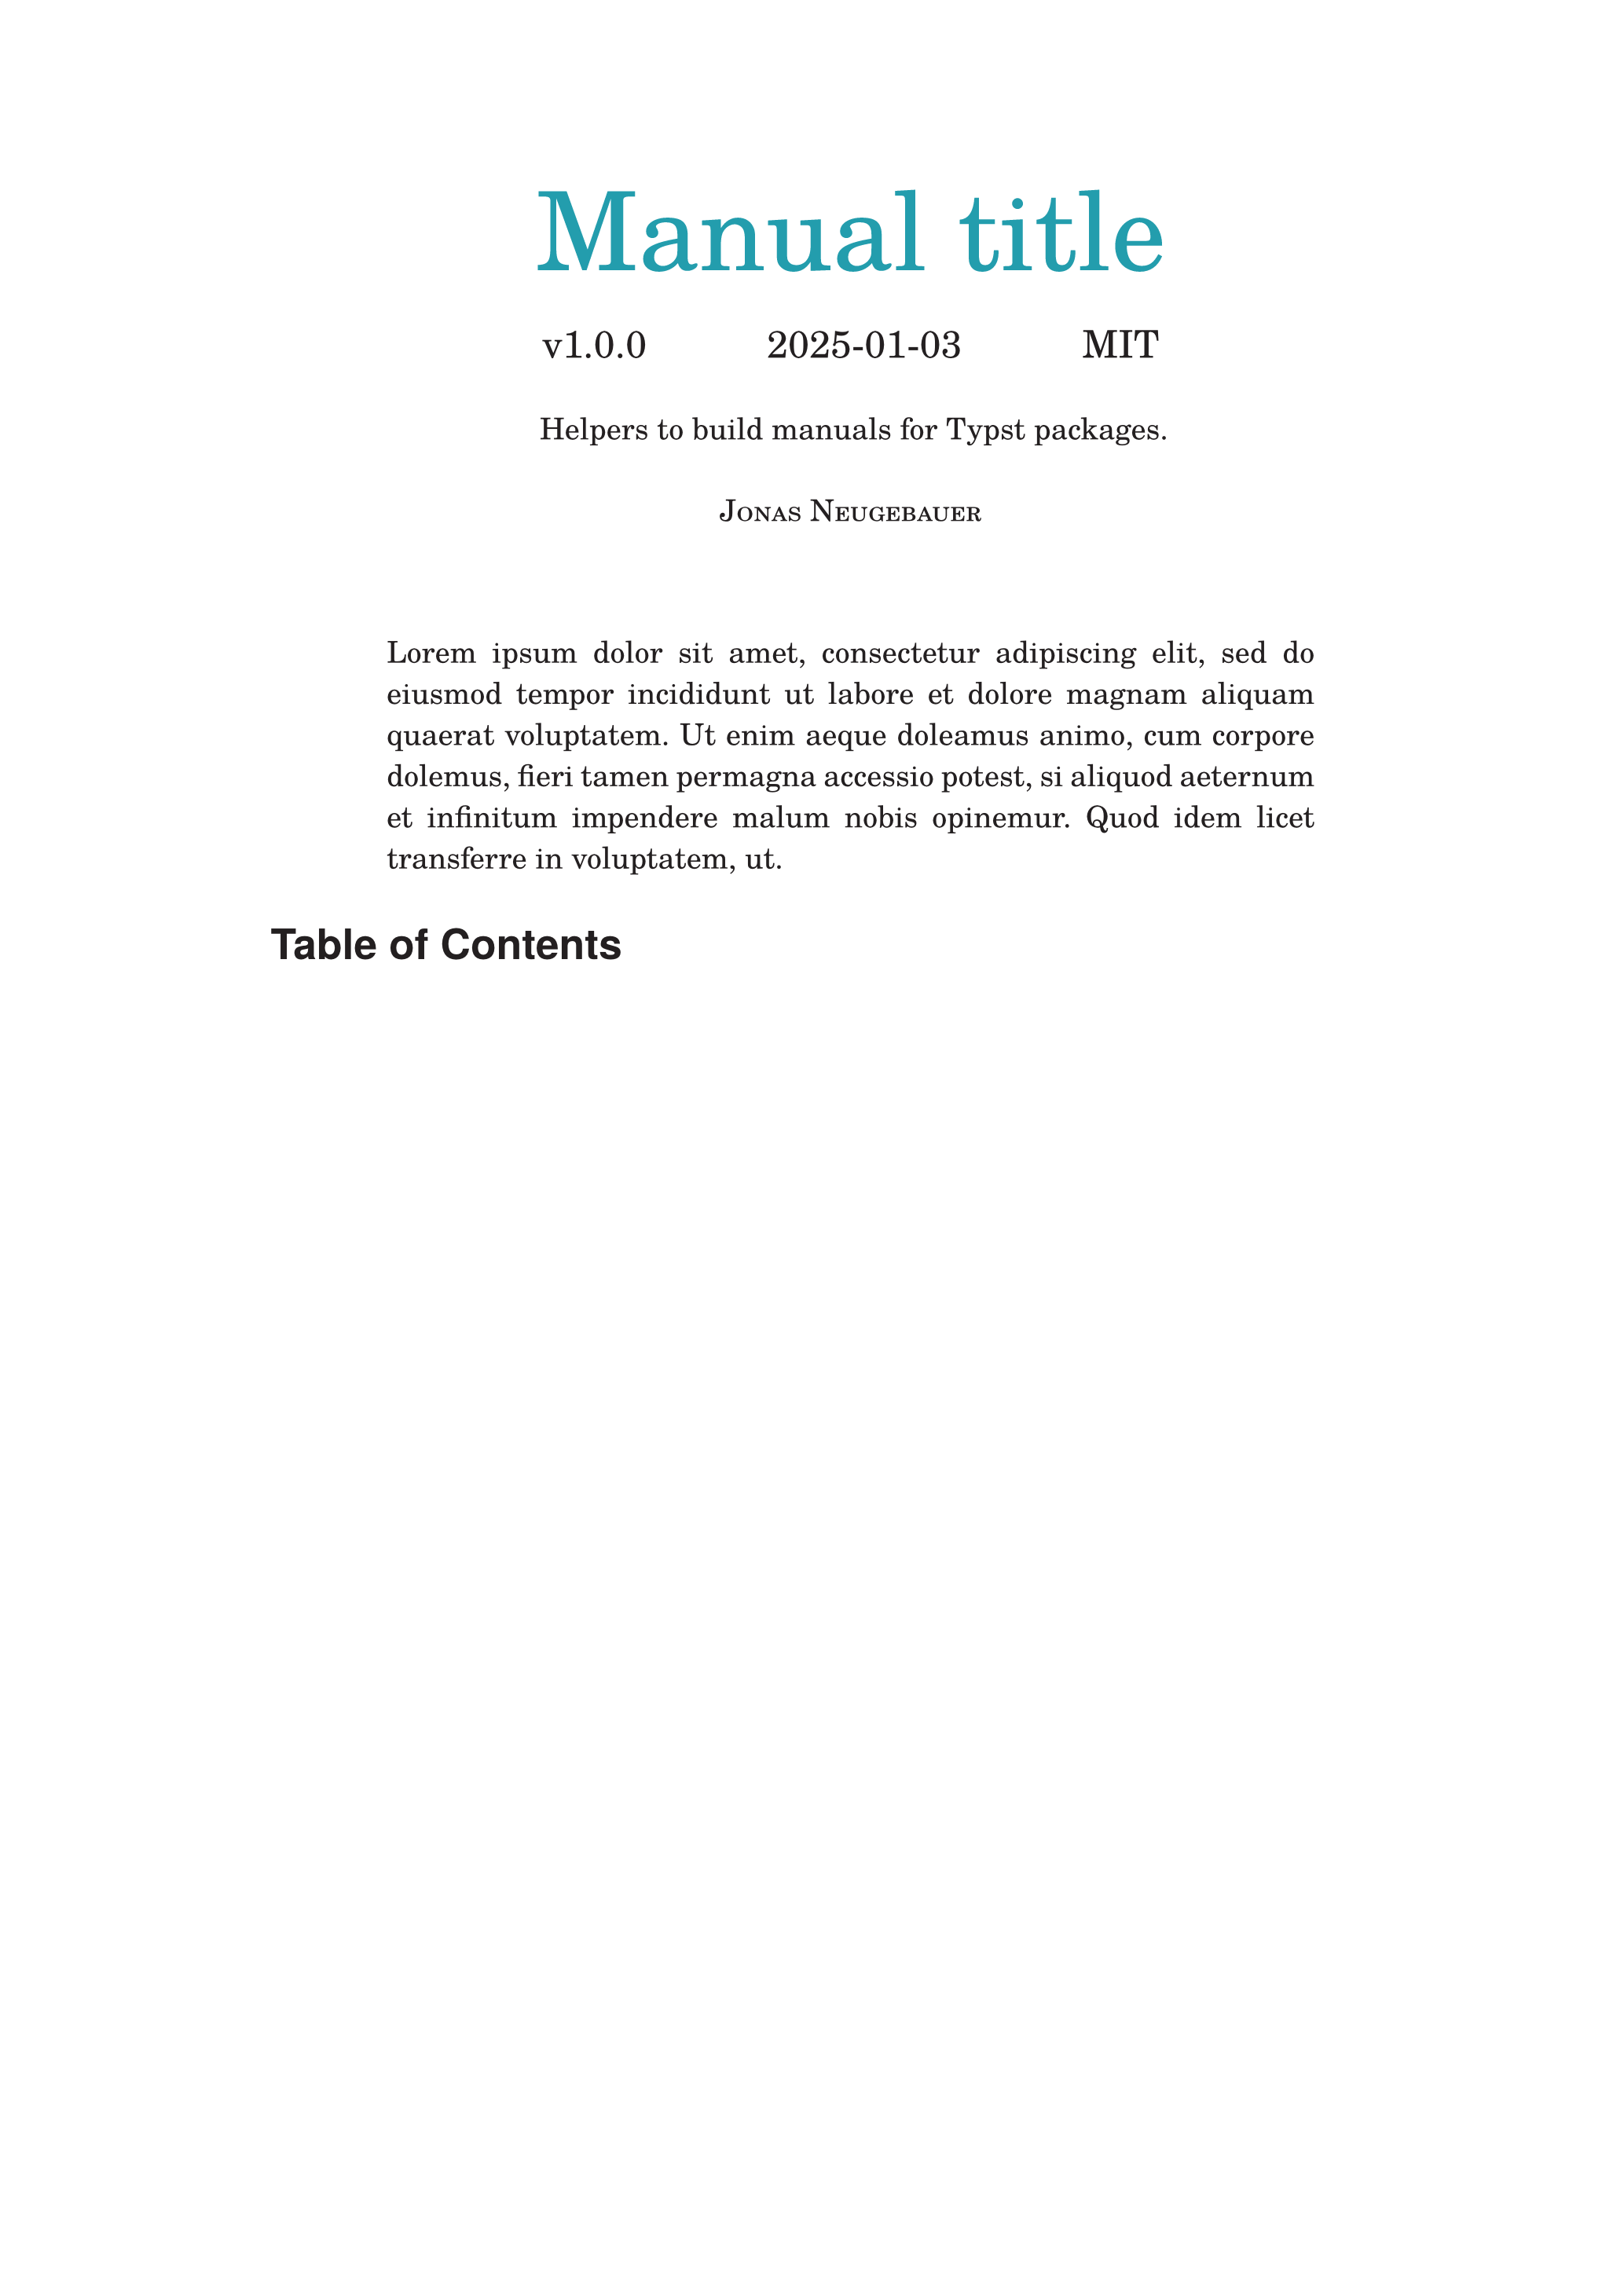 Manual title
v1.0.0 2025-01-03 MIT
Helpers to build manuals for Typst packages.
Jonas Neugebauer
Lorem ipsum dolor sit amet, consectetur adipiscing elit, sed do
eiusmod tempor incididunt ut labore et dolore magnam aliquam
quaerat voluptatem. Ut enim aeque doleamus animo, cum corpore
dolemus, fieri tamen permagna accessio potest, si aliquod aeternum
et infinitum impendere malum nobis opinemur. Quod idem licet
transferre in voluptatem, ut.
Table of Contents